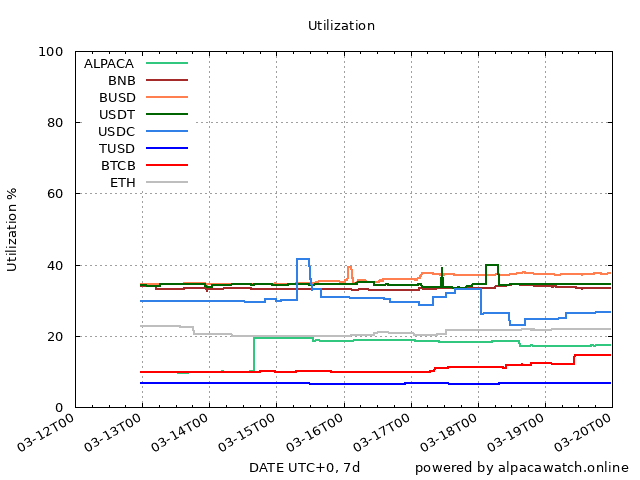 Utilization
100
80
60
40
20
0
Utilization %
ALPACA
BNB
BUSD
USDT
USDC
TUSD
BTCB
ETH
03-12T00
03-13T00
03-14T00
03-15T00
03-16T00
03-17T00
03-18T00
03-19T00
03-20T00
DATE UTC+0, 7d
powered by alpacawatch.online